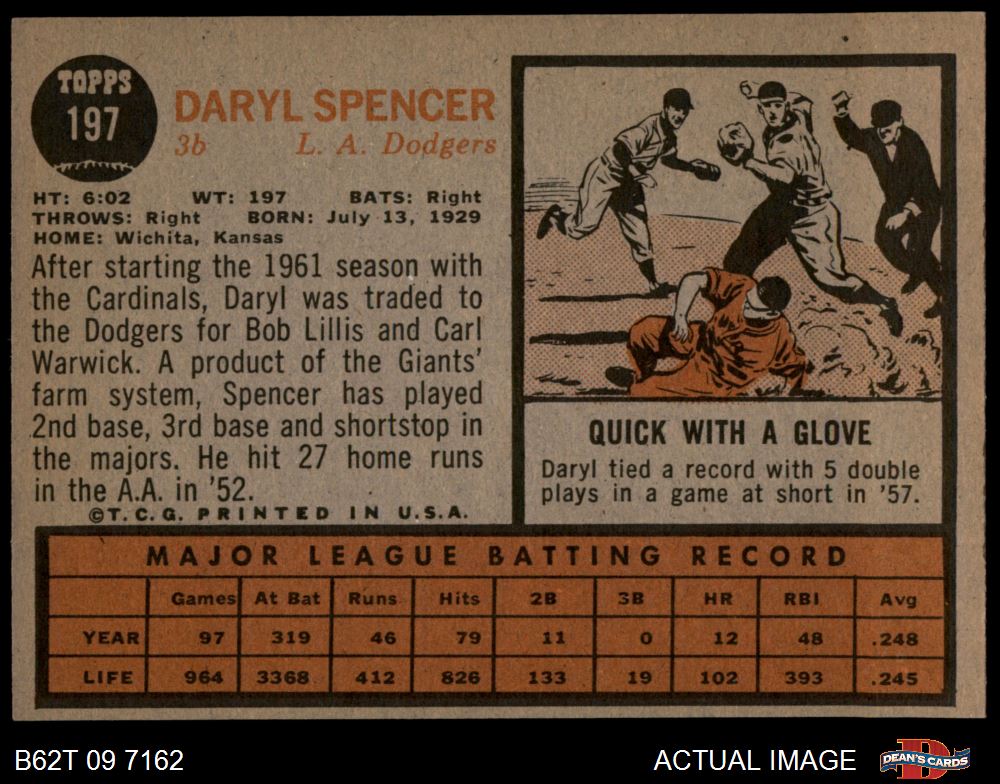 TOPPS
197
DARYL SPENCER
3b L. A. Dodgers
HT: 6:02 WT: 197 BATS: Right
THROWS: Right BORN: July 13, 1929
HOME: Wichita, Kansas
After starting the 1961 season with
the Cardinals, Daryl was traded to
the Dodgers for Bob Lillis and Carl
Warwick. A product of the Giants'
farm system, Spencer has played
2nd base, 3rd base and shortstop in
the majors. He hit 27 home runs
in the A.A. in '52.
©T.C.G. PRINTED IN U.S.A.
QUICK WITH A GLOVE
Daryl tied a record with 5 double
plays in a game at short in '57.
MAJOR LEAGUE BATTING RECORD
Games At Bat Runs Hits 2B 3B HR RBI Avg
YEAR 97 319 46 79 11 0 12 48 .248
LIFE 964 3368 412 826 133 19 102 393 .245
B62T 09 7162
ACTUAL IMAGE
D
DEAN'S CARDS